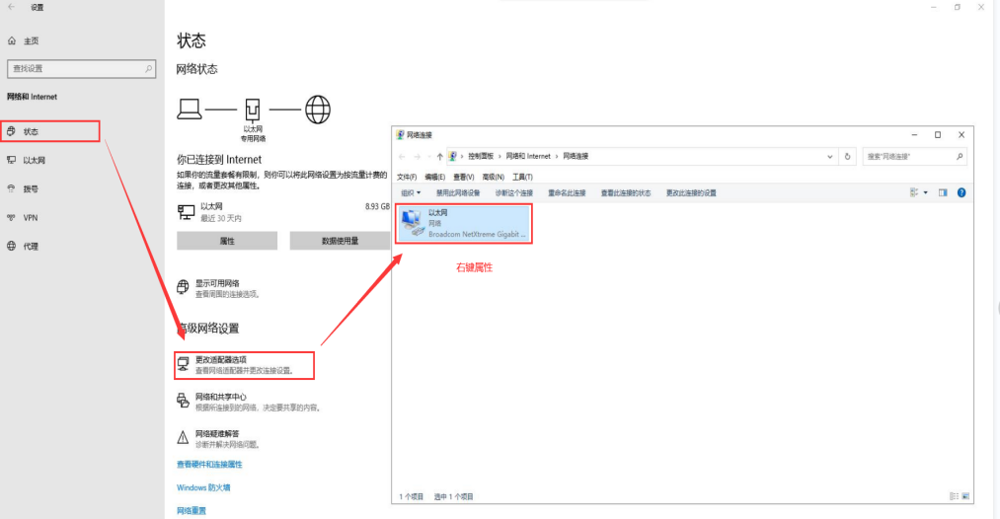 设置
主页
查找设置
网络和 Internet
状态
以太网
拨号
VPN
代理
状态
网络状态
以太网
专用网络
你已连接到 Internet
如果你的流量套餐有限制，则你可以将此网络设置为按流量计费的
连接，或者更改其他属性。
以太网
8.93 GB
最近 30 天内
属性
数据使用量
显示可用网络
查看周围的连接选项。
高级网络设置
更改适配器选项
查看网络适配器并更改连接设置。
网络和共享中心
根据所连接到的网络，决定要共享的内容。
网络疑难解答
诊断并解决网络问题。
查看硬件和连接属性
Windows 防火墙
网络重置
网络连接
控制面板 › 网络和 Internet › 网络连接
搜索"网络连接"
文件(F) 编辑(E) 查看(V) 高级(N) 工具(T)
组织 禁用此网络设备 诊断这个连接 重命名此连接 查看此连接的状态 更改此连接的设置
以太网
网络
Broadcom NetXtreme Gigabit ...
右键属性
1 个项目 选中 1 个项目